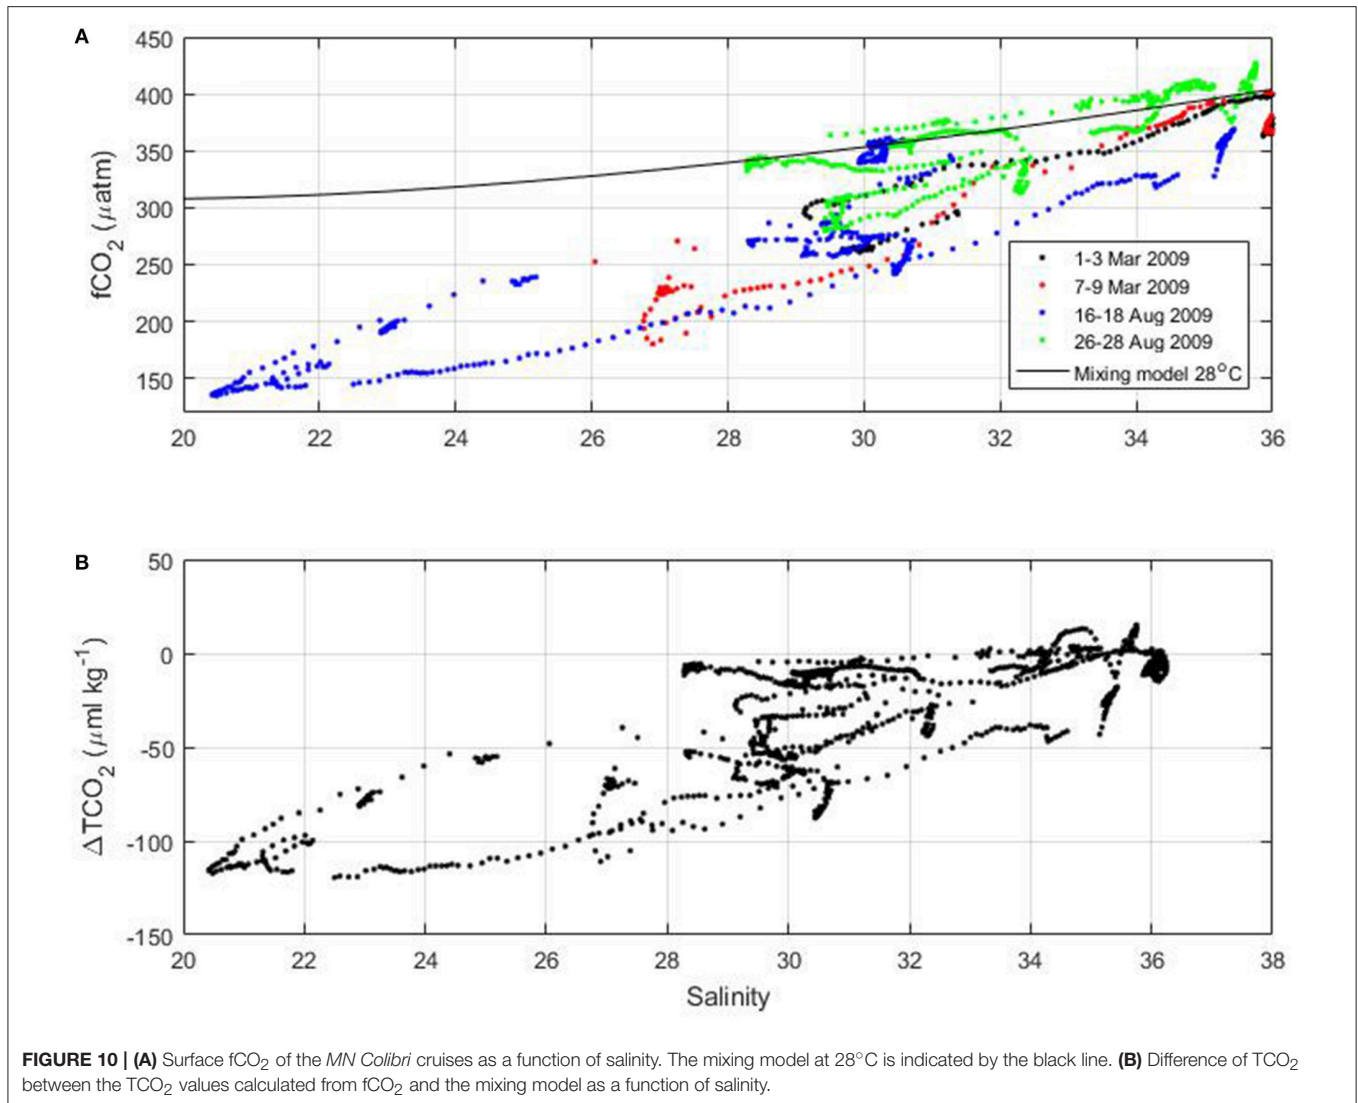 A
450
400
350
300
250
200
150
fCO2 (μatm)
20 22 24 26 28 30 32 34 36
1-3 Mar 2009
7-9 Mar 2009
16-18 Aug 2009
26-28 Aug 2009
Mixing model 28°C
B
50
0
-50
-100
-150
ΔTCO2 (μml kg-1)
20 22 24 26 28 30 32 34 36 38
Salinity
FIGURE 10 | (A) Surface fCO2 of the MN Colibri cruises as a function of salinity. The mixing model at 28°C is indicated by the black line. (B) Difference of TCO2
between the TCO2 values calculated from fCO2 and the mixing model as a function of salinity.